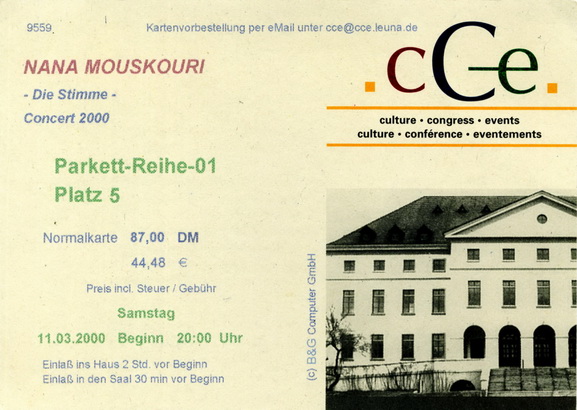 9559
Kartenvorbestellung per eMail unter cce@cce.leuna.de
NANA MOUSKOURI
- Die Stimme -
Concert 2000
Parkett-Reihe-01
Platz 5
Normalkarte 87,00 DM
44,48 €
Preis incl. Steuer / Gebühr
Samstag
11.03.2000 Beginn 20:00 Uhr
Einlaß ins Haus 2 Std. vor Beginn
Einlaß in den Saal 30 min vor Beginn
.cCe.
culture • congress • events
culture • conférence • eventements
(c) B&G Computer GmbH